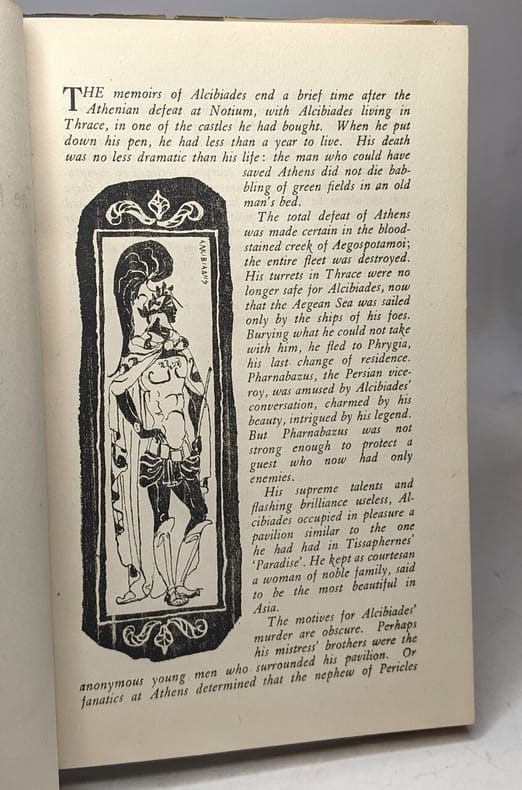 THE memoirs of Alcibiades end a brief time after the
Athenian defeat at Notium, with Alcibiades living in
Thrace, in one of the castles he had bought. When he put
down his pen, he had less than a year to live. His death
was no less dramatic than his life: the man who could have
saved Athens did not die bab-
bling of green fields in an old
man's bed.
The total defeat of Athens
was made certain in the blood-
stained creek of Aegospotamoi;
the entire fleet was destroyed.
His turrets in Thrace were no
longer safe for Alcibiades, now
that the Aegean Sea was sailed
only by the ships of his foes.
Burying what he could not take
with him, he fled to Phrygia,
his last change of residence.
Pharnabazus, the Persian vice-
roy, was amused by Alcibiades'
conversation, charmed by his
beauty, intrigued by his legend.
But Pharnabazus was not
strong enough to protect a
guest who now had only
enemies.
His supreme talents and
flashing brilliance useless, Al-
cibiades occupied in pleasure a
pavilion similar to the one
he had had in Tissaphernes'
'Paradise'. He kept as courtesan
a woman of noble family, said
to be the most beautiful in
Asia.
The motives for Alcibiades'
murder are obscure. Perhaps
his mistress' brothers were the
anonymous young men who surrounded his pavilion. Or
fanatics at Athens determined that the nephew of Pericles